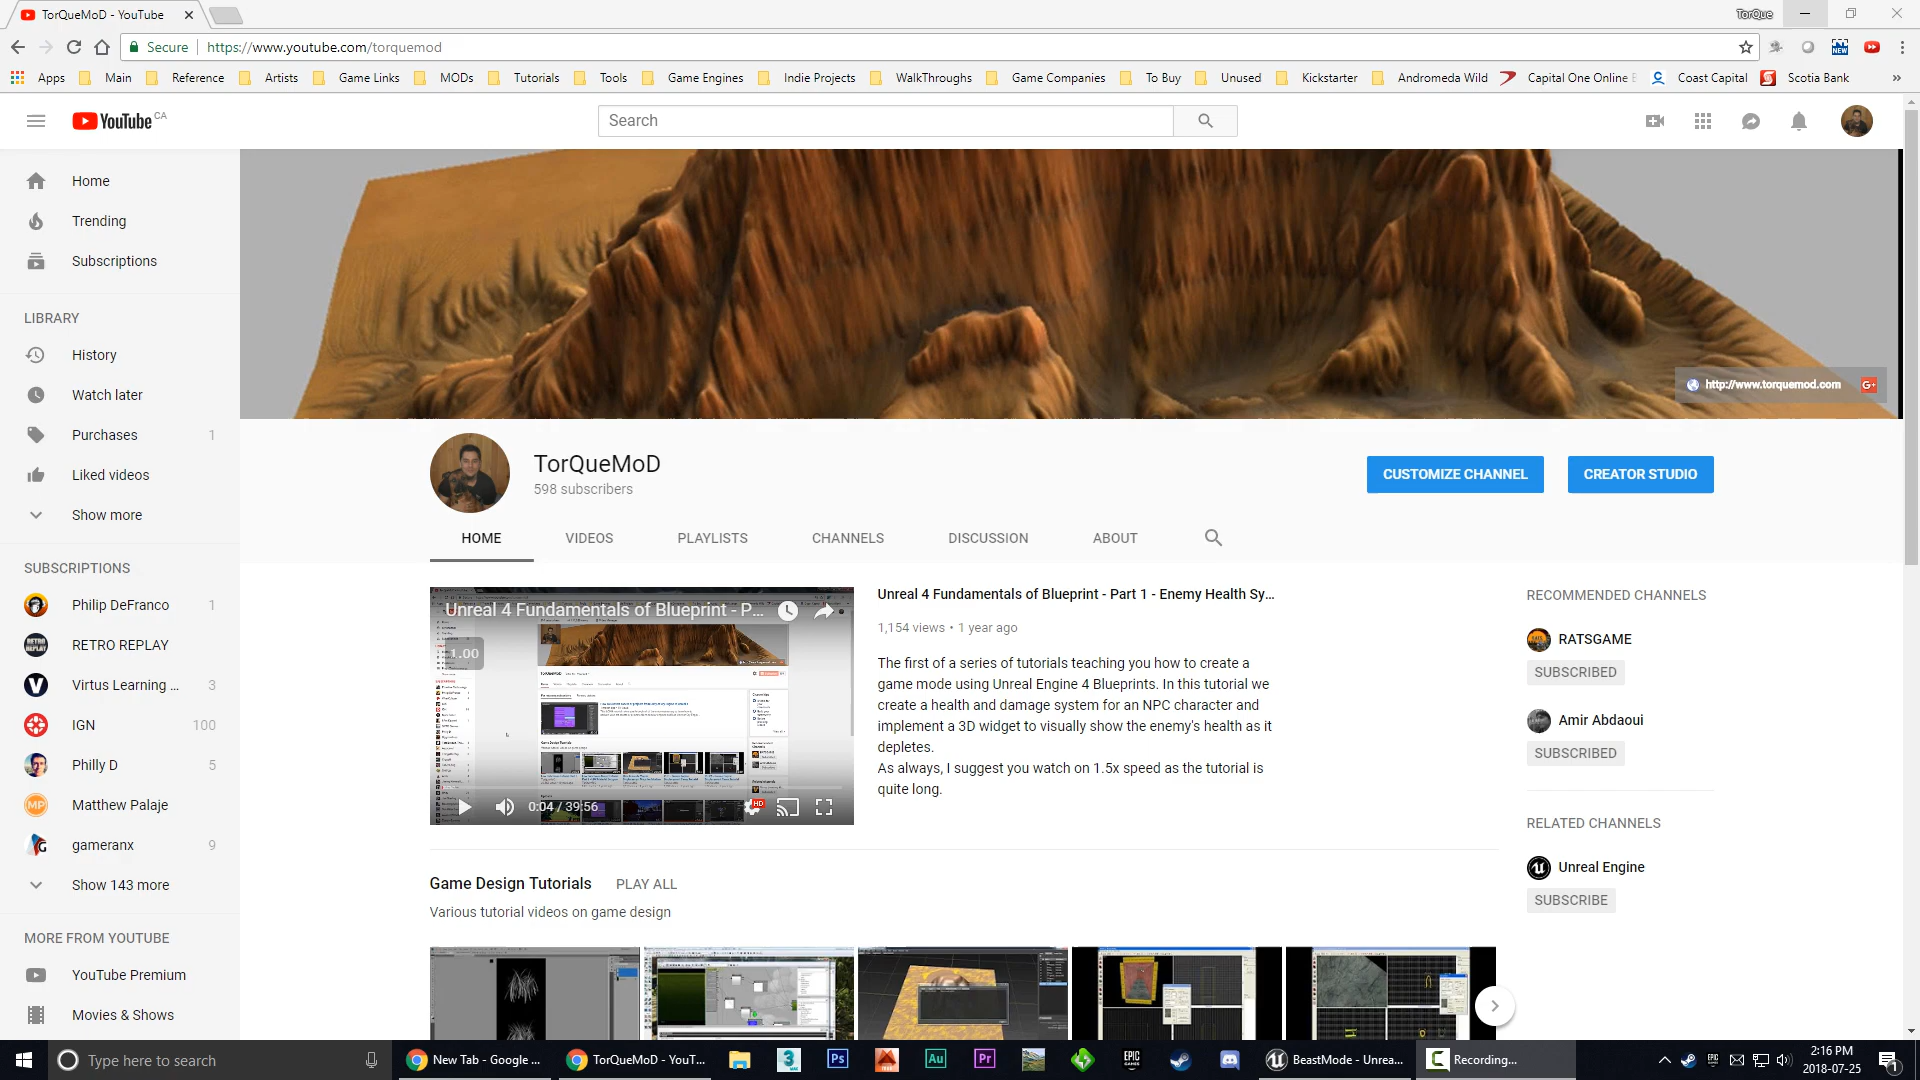 TorQueMoD - YouTube
TorQue
Secure
https://www.youtube.com/torquemod
NEW
Apps
Main
Reference
Artists
Game Links
MODs
Tutorials
Tools
Game Engines
Indie Projects
WalkThroughs
Game Companies
To Buy
Unused
Kickstarter
Andromeda Wild
Capital One Online
Coast Capital
Scotia Bank
YouTube CA
Search
Home
Trending
Subscriptions
LIBRARY
History
Watch later
Purchases 1
Liked videos
Show more
SUBSCRIPTIONS
Philip DeFranco 1
RETRO REPLAY
Virtus Learning ... 3
IGN 100
Philly D 5
Matthew Palaje
gameranx 9
Show 143 more
MORE FROM YOUTUBE
YouTube Premium
Movies & Shows
http://www.torquemod.com
G+
TorQueMoD
598 subscribers
CUSTOMIZE CHANNEL
CREATOR STUDIO
HOME
VIDEOS
PLAYLISTS
CHANNELS
DISCUSSION
ABOUT
Unreal 4 Fundamentals of Blueprint - P...
1.00
0:04 / 39:56
HD
Unreal 4 Fundamentals of Blueprint - Part 1 - Enemy Health Sy...
1,154 views • 1 year ago
The first of a series of tutorials teaching you how to create a
game mode using Unreal Engine 4 Blueprints. In this tutorial we
create a health and damage system for an NPC character and
implement a 3D widget to visually show the enemy's health as it
depletes.
As always, I suggest you watch on 1.5x speed as the tutorial is
quite long.
RECOMMENDED CHANNELS
RATSGAME
SUBSCRIBED
Amir Abdaoui
SUBSCRIBED
RELATED CHANNELS
Unreal Engine
SUBSCRIBE
Game Design Tutorials
PLAY ALL
Various tutorial videos on game design
Type here to search
New Tab - Google ...
TorQueMoD - YouT...
3
Ps
Au
Pr
EPIC GAMES
BeastMode - Unrea...
Recording...
2:16 PM
2018-07-25
1